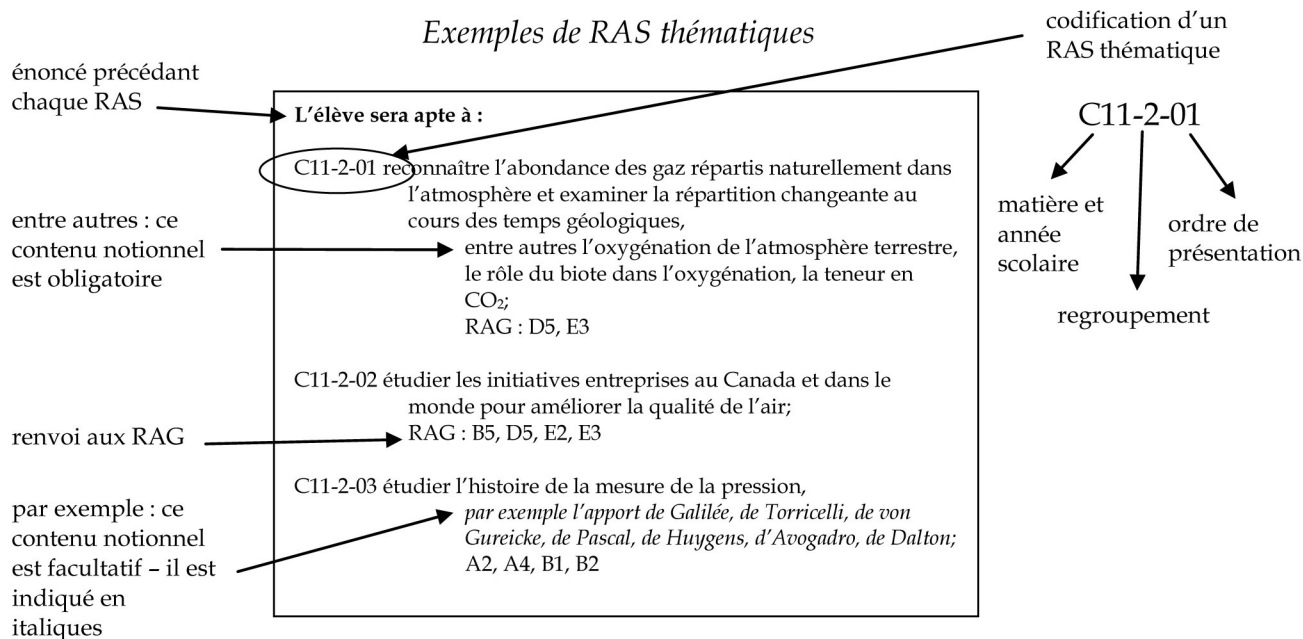 Exemples de RAS thématiques
codification d'un
RAS thématique
énoncé précédant
chaque RAS
L'élève sera apte à :
C11-2-01 reconnaître l'abondance des gaz répartis naturellement dans
l'atmosphère et examiner la répartition changeante au
cours des temps géologiques,
entre autres l'oxygénation de l'atmosphère terrestre,
le rôle du biote dans l'oxygénation, la teneur en
CO₂;
RAG : D5, E3
entre autres : ce
contenu notionnel
est obligatoire
C11-2-02 étudier les initiatives entreprises au Canada et dans le
monde pour améliorer la qualité de l'air;
RAG : B5, D5, E2, E3
renvoi aux RAG
C11-2-03 étudier l'histoire de la mesure de la pression,
par exemple l'apport de Galilée, de Torricelli, de von
Gureicke, de Pascal, de Huygens, d'Avogadro, de Dalton;
A2, A4, B1, B2
par exemple : ce
contenu notionnel
est facultatif – il est
indiqué en
italiques
C11-2-01
matière et
année
scolaire
ordre de
présentation
regroupement